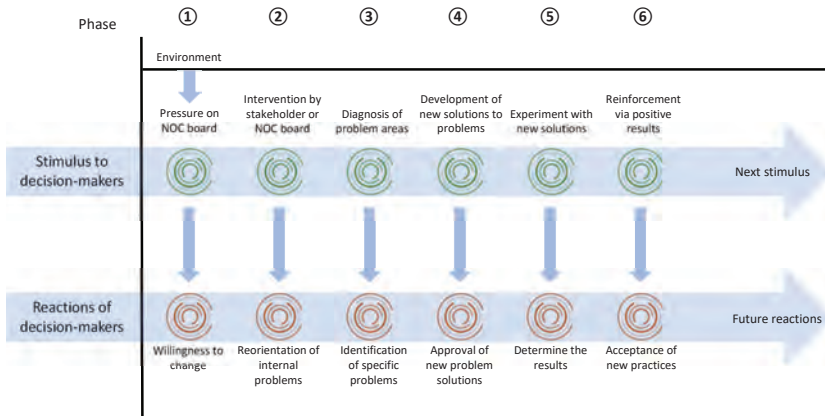 Phase
① ② ③ ④ ⑤ ⑥
Environment
Pressure on
NOC board
Intervention by
stakeholder or
NOC board
Diagnosis of
problem areas
Development of
new solutions to
problems
Experiment with
new solutions
Reinforcement
via positive
results
Stimulus to
decision-makers
Next stimulus
Reactions of
decision-makers
Future reactions
Willingness to
change
Reorientation of
internal
problems
Identification
of specific
problems
Approval of
new problem
solutions
Determine the
results
Acceptance of
new practices